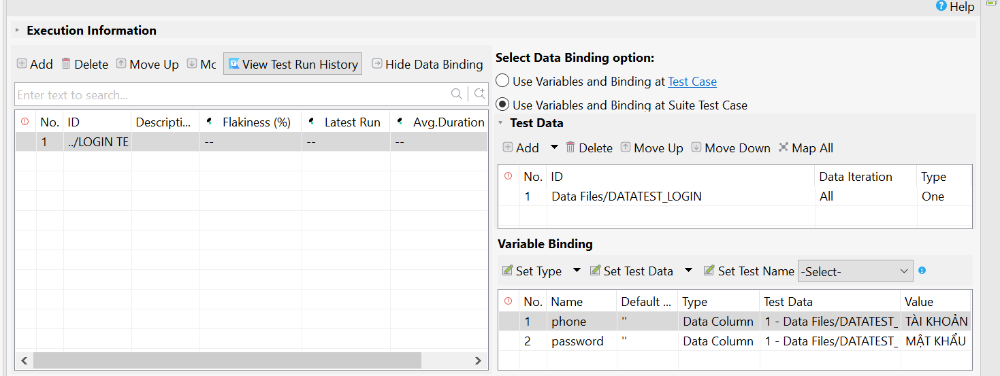 Help
Execution Information
Add Delete Move Up Mc View Test Run History Hide Data Binding
Enter text to search...
No. ID Descripti... Flakiness (%) Latest Run Avg.Duration
1 ../LOGIN TE -- -- --
Select Data Binding option:
Use Variables and Binding at Test Case
Use Variables and Binding at Suite Test Case
Test Data
Add Delete Move Up Move Down Map All
No. ID Data Iteration Type
1 Data Files/DATATEST_LOGIN All One
Variable Binding
Set Type Set Test Data Set Test Name -Select-
No. Name Default ... Type Test Data Value
1 phone '' Data Column 1 - Data Files/DATATEST_ TÀI KHOẢN
2 password '' Data Column 1 - Data Files/DATATEST_ MẬT KHẨU